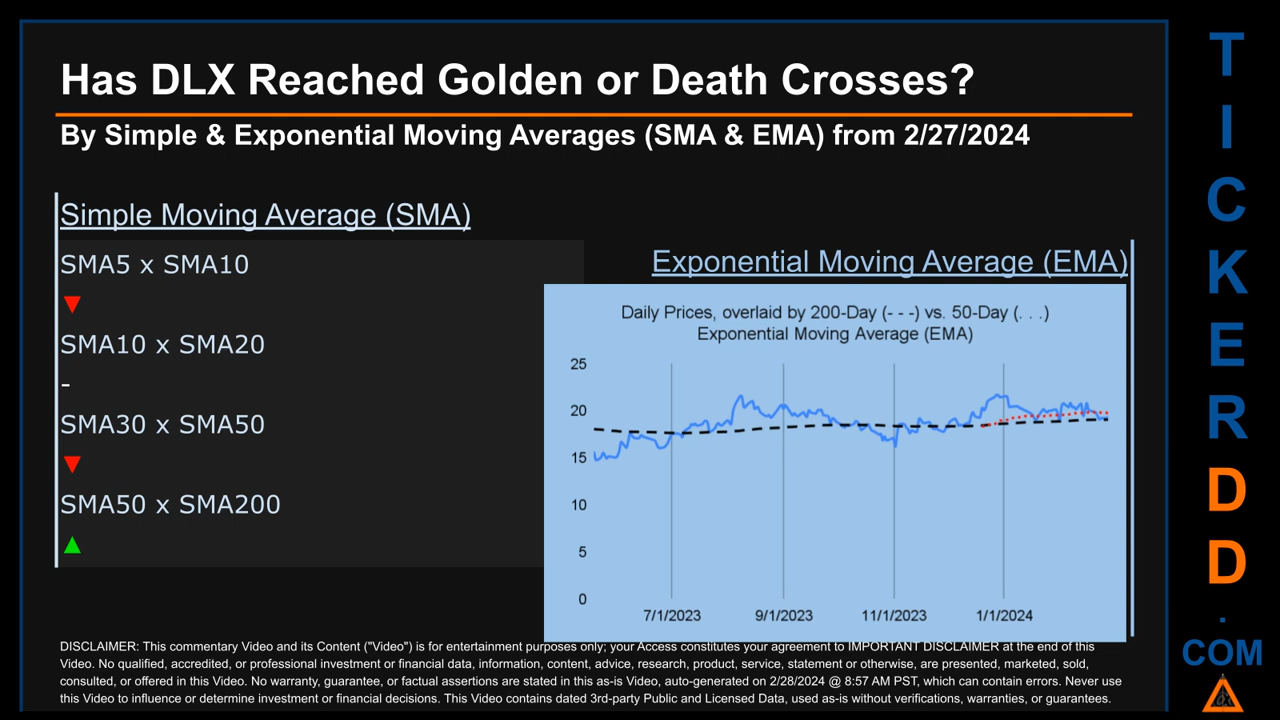 Has DLX Reached Golden or Death Crosses?
By Simple & Exponential Moving Averages (SMA & EMA) from 2/27/2024
Simple Moving Average (SMA)
SMA5 x SMA10
▼
SMA10 x SMA20
-
SMA30 x SMA50
▼
SMA50 x SMA200
▲
Exponential Moving Average (EMA)
Daily Prices, overlaid by 200-Day (- - -) vs. 50-Day (. . .)
Exponential Moving Average (EMA)
25
20
15
10
5
0
7/1/2023 9/1/2023 11/1/2023 1/1/2024
DISCLAIMER: This commentary Video and its Content ("Video") is for entertainment purposes only; your Access constitutes your agreement to IMPORTANT DISCLAIMER at the end of this
Video. No qualified, accredited, or professional investment or financial data, information, content, advice, research, product, service, statement or otherwise, are presented, marketed, sold,
consulted, or offered in this Video. No warranty, guarantee, or factual assertions are stated in this as-is Video, auto-generated on 2/28/2024 @ 8:57 AM PST, which can contain errors. Never use
this Video to influence or determine investment or financial decisions. This Video contains dated 3rd-party Public and Licensed Data, used as-is without verifications, warranties, or guarantees.
T
I
C
K
E
R
D
D
.
COM